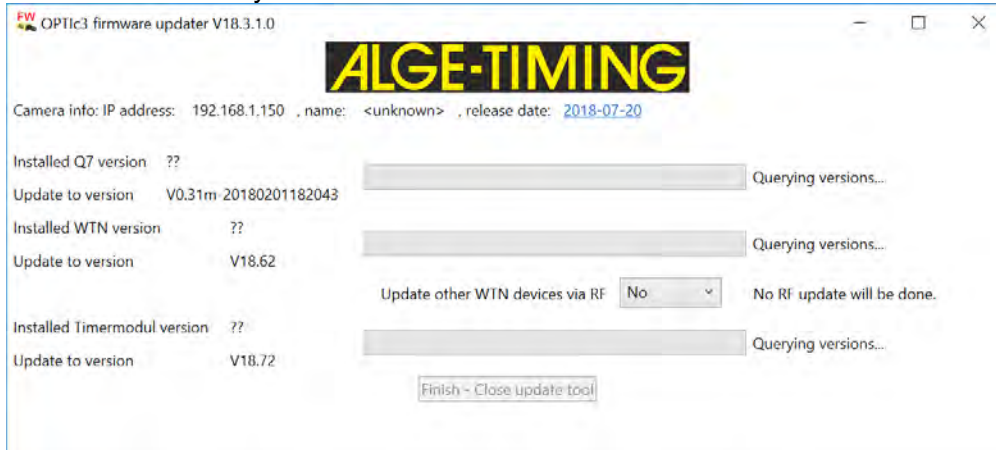 FW OPTIc3 firmware updater V18.3.1.0
ALGE-TIMING
Camera info: IP address: 192.168.1.150 , name: <unknown> , release date: 2018-07-20
Installed Q7 version ??
Querying versions...
Update to version V0.31m-20180201182043
Installed WTN version ??
Querying versions...
Update to version V18.62
Update other WTN devices via RF No No RF update will be done.
Installed Timermodul version ??
Querying versions...
Update to version V18.72
Finish - Close update tool